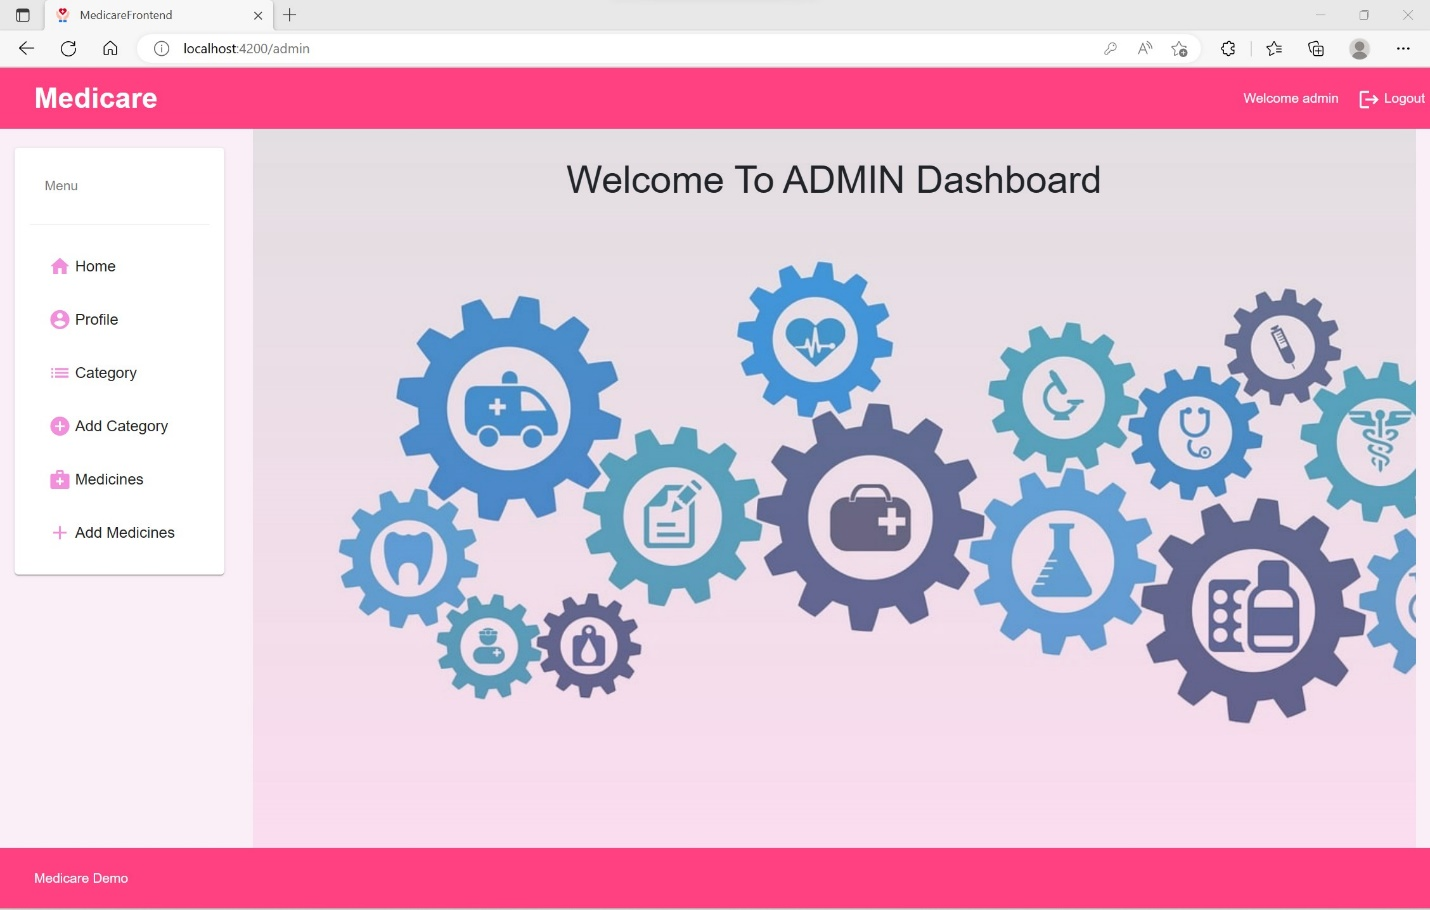 MedicareFrontend
localhost:4200/admin
Medicare
Welcome admin
Logout
Menu
Home
Profile
Category
Add Category
Medicines
Add Medicines
Welcome To ADMIN Dashboard
Medicare Demo